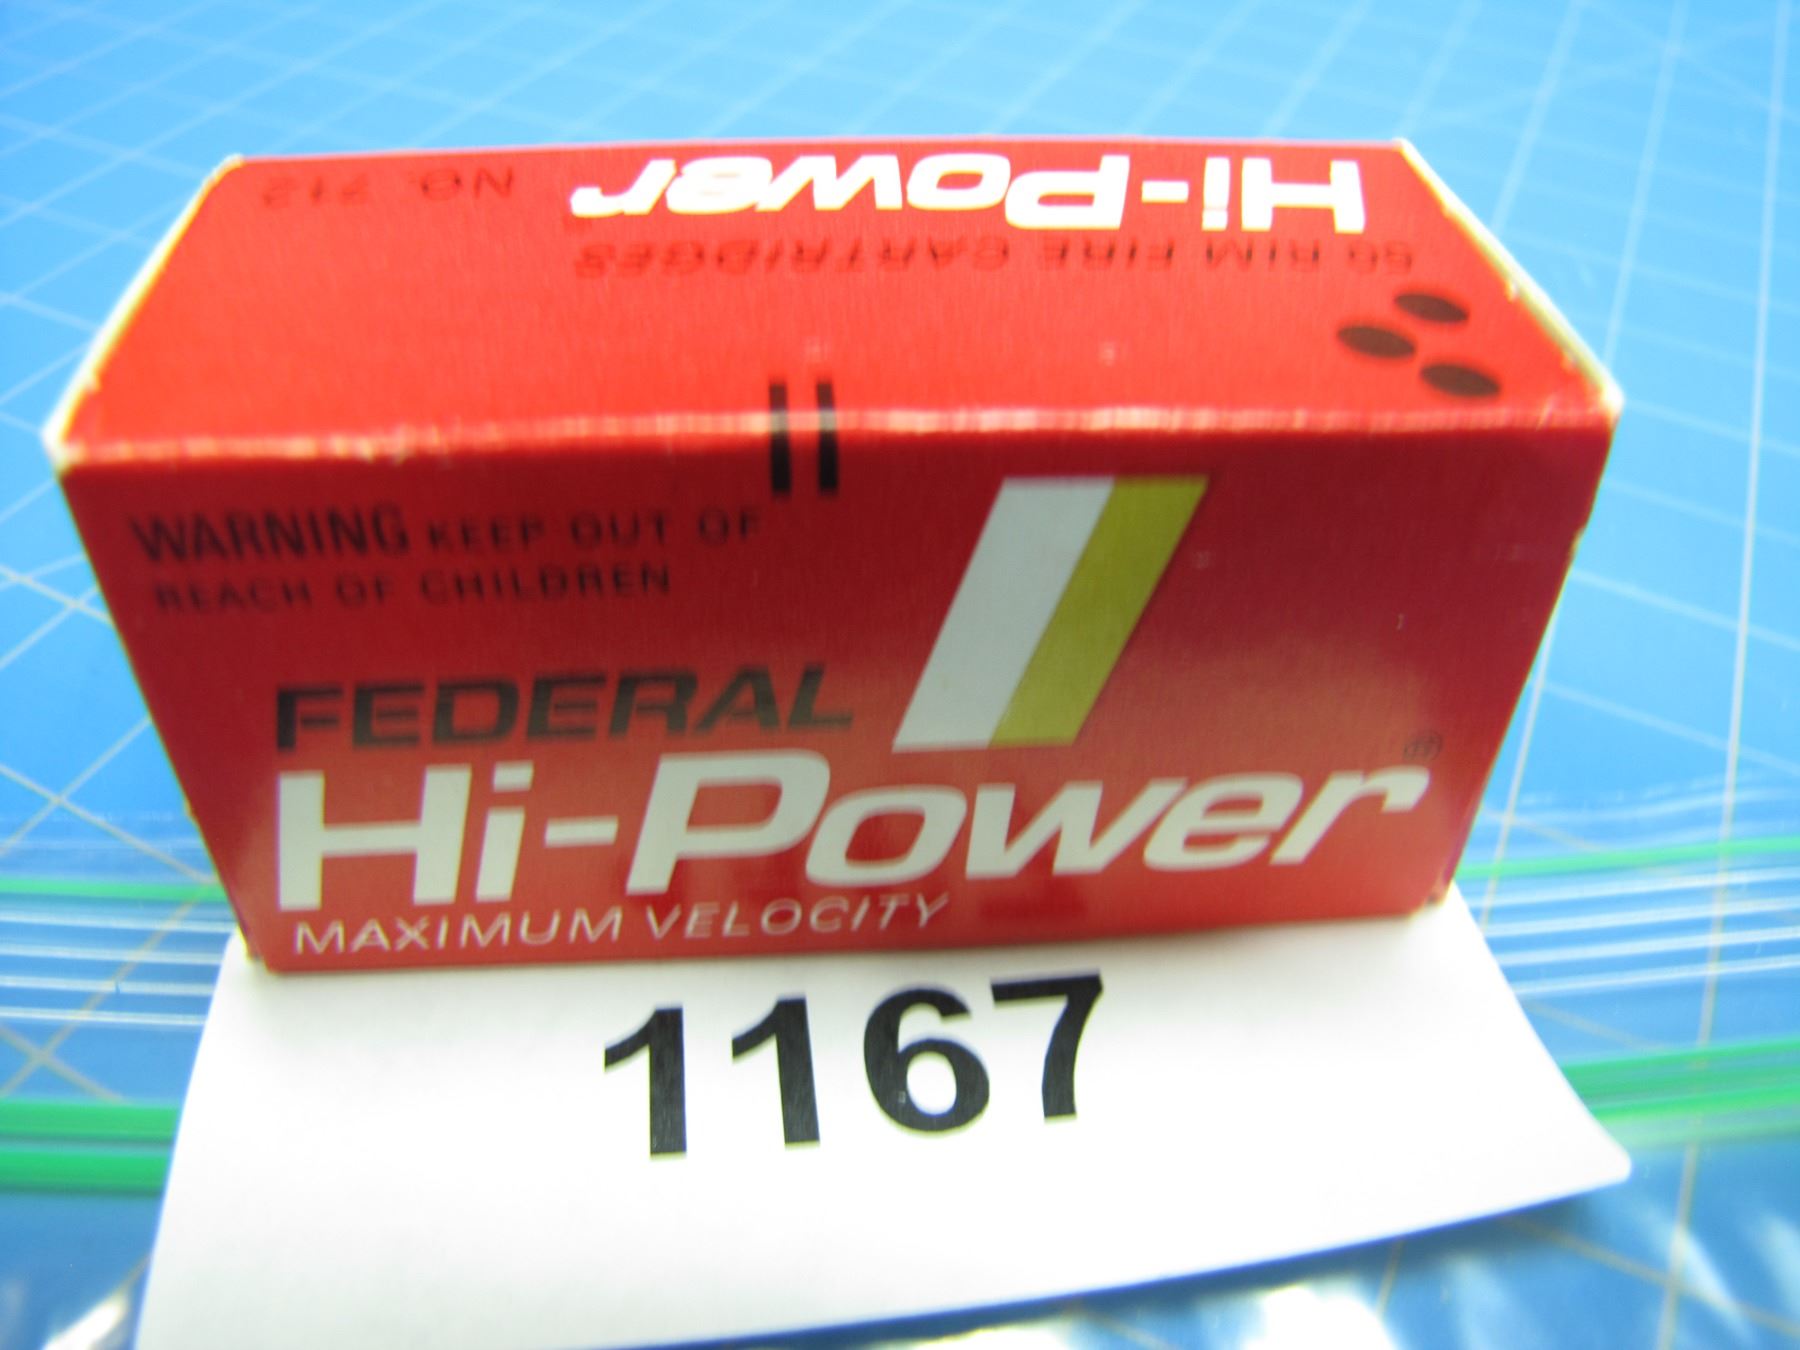 50 RIM FIRE CARTRIDGES
Hi-Power
NO. 712
WARNING KEEP OUT OF
REACH OF CHILDREN
FEDERAL
Hi-Power®
MAXIMUM VELOCITY
1167